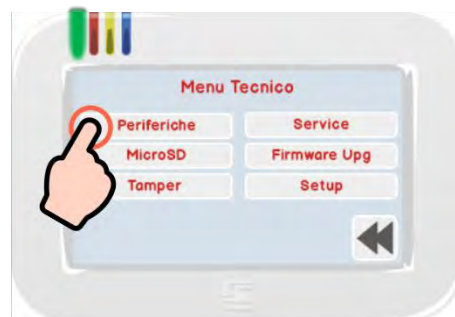 Menu Tecnico
Periferiche Service
MicroSD Firmware Upg
Tamper Setup